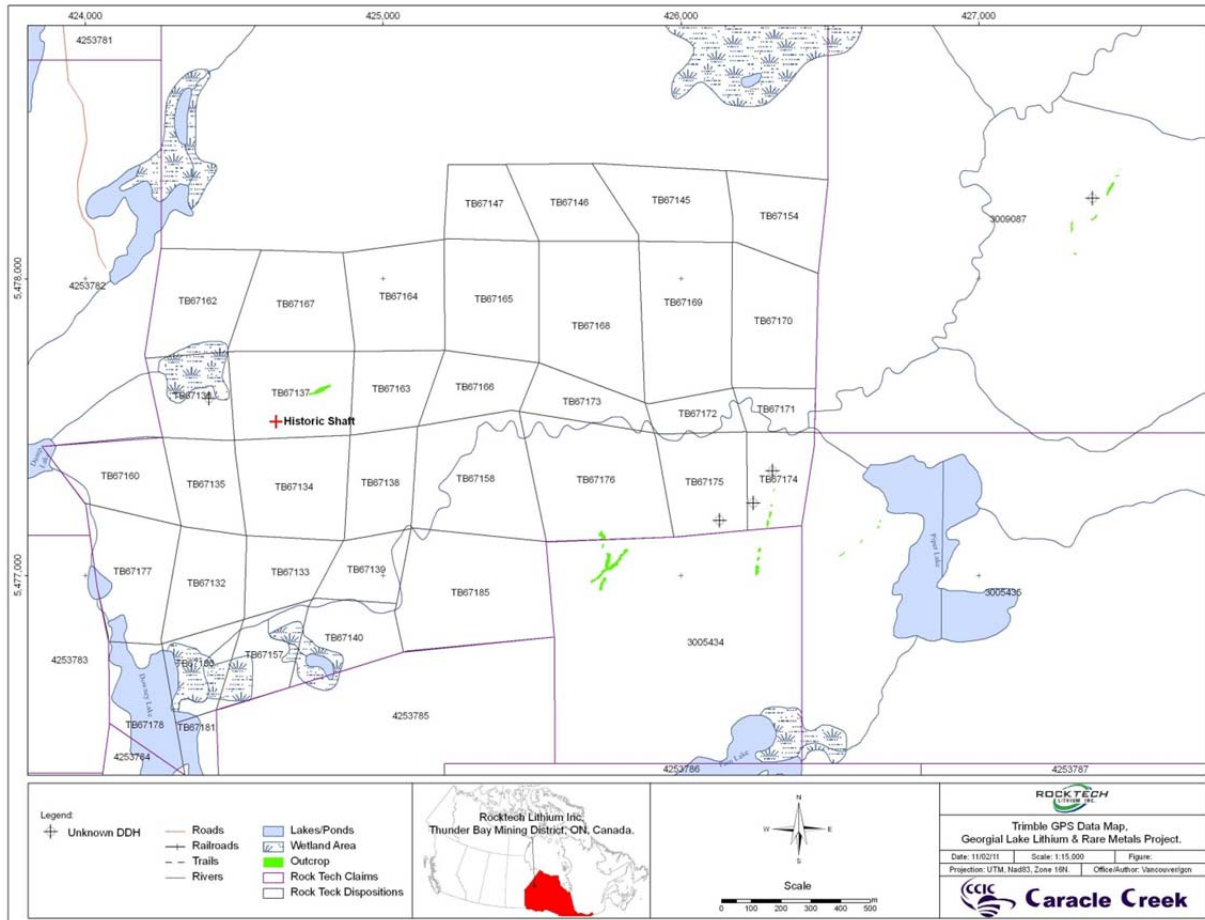 424,000 425,000 426,000 427,000
4253781
TB67147 TB67146 TB67145 TB67154
3009087
5,478,000
4253782
TB67162 TB67167 TB67164 TB67165 TB67168 TB67169 TB67170
TB67137 TB67163 TB67166 TB67173 TB67172 TB67171
Historic Shaft
TB67160 TB67135 TB67134 TB67138 TB67158 TB67176 TB67175 TB67174
Piper Lake
5,477,000
TB67177 TB67132 TB67133 TB67139 TB67185
3005435
TB67140
3005434
4253783
TB67157
Downey Lake
TB67178 TB67181
4253785
4253784
4253786 4253787
Legend:
Unknown DDH
Roads
Railroads
Trails
Rivers
Lakes/Ponds
Wetland Area
Outcrop
Rock Tech Claims
Rock Teck Dispositions
Rocktech Lithium Inc.
Thunder Bay Mining District, ON, Canada.
N
W E
S
Scale
0 100 200 300 400 500 m
ROCKTECH
LITHIUM INC.
Trimble GPS Data Map,
Georgial Lake Lithium & Rare Metals Project.
Date: 11/02/11 Scale: 1:15,000 Figure:
Projection: UTM, Nad83, Zone 16N. Office/Author: Vancouver/gcn
CCIC Caracle Creek